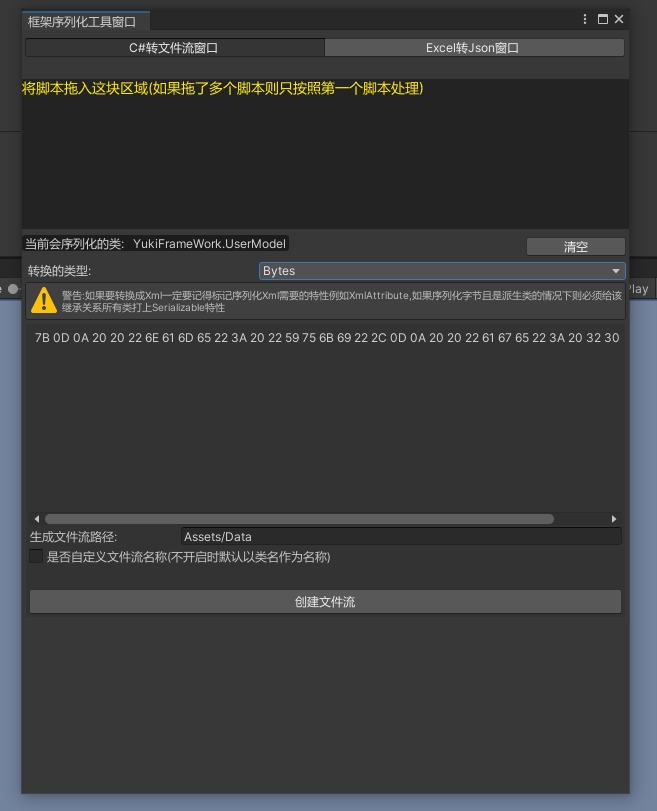 框架序列化工具窗口
C#转文件流窗口 Excel转Json窗口
将脚本拖入这块区域(如果拖了多个脚本则只按照第一个脚本处理)
当前会序列化的类: YukiFrameWork.UserModel 清空
转换的类型: Bytes
警告:如果要转换成Xml一定要记得标记序列化Xml需要的特性例如XmlAttribute,如果序列化字节且是派生类的情况下则必须给该
继承关系所有类打上Serializable特性
7B 0D 0A 20 20 22 6E 61 6D 65 22 3A 20 22 59 75 6B 69 22 2C 0D 0A 20 20 22 61 67 65 22 3A 20 32 30
生成文件流路径: Assets/Data
是否自定义文件流名称(不开启时默认以类名作为名称)
创建文件流